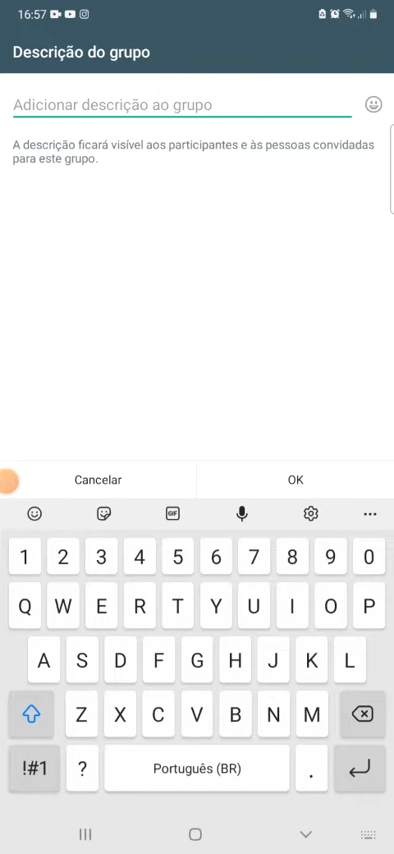 16:57
Descrição do grupo
Adicionar descrição ao grupo
A descrição ficará visível aos participantes e às pessoas convidadas
para este grupo.
Cancelar OK
GIF
1 2 3 4 5 6 7 8 9 0
Q W E R T Y U I O P
A S D F G H J K L
Z X C V B N M
!#1 ? Português (BR) .